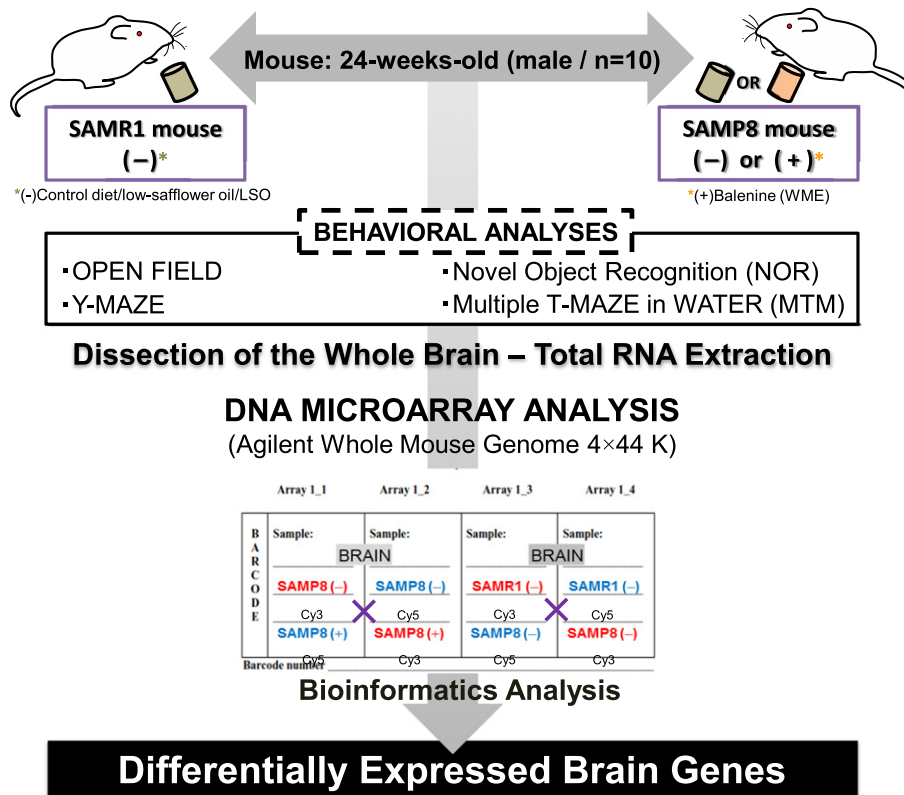 Mouse: 24-weeks-old (male / n=10)
OR
SAMR1 mouse
(–)*
SAMP8 mouse
(–) or (+)*
*(-)Control diet/low-safflower oil/LSO
*(+)Balenine (WME)
BEHAVIORAL ANALYSES
·OPEN FIELD
·Novel Object Recognition (NOR)
·Y-MAZE
·Multiple T-MAZE in WATER (MTM)
Dissection of the Whole Brain – Total RNA Extraction
DNA MICROARRAY ANALYSIS
(Agilent Whole Mouse Genome 4×44 K)
Array 1_1 Array 1_2 Array 1_3 Array 1_4
BARCODE
Sample: Sample: Sample: Sample:
BRAIN BRAIN
SAMP8 (–) SAMP8 (–) SAMR1 (–) SAMR1 (–)
Cy3 Cy5 Cy3 Cy5
SAMP8 (+) SAMP8 (+) SAMP8 (–) SAMP8 (–)
Cy5 Cy3 Cy5 Cy3
Barcode number
Bioinformatics Analysis
Differentially Expressed Brain Genes